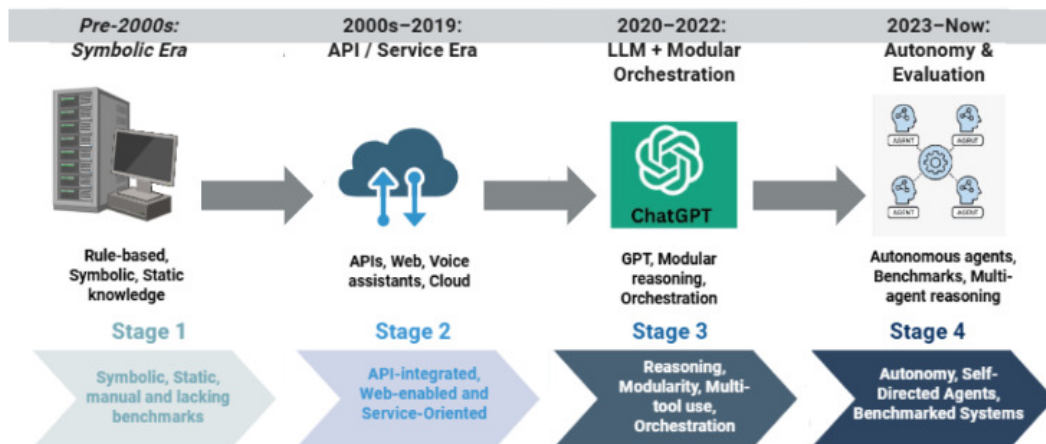 Pre-2000s:
Symbolic Era
2000s–2019:
API / Service Era
2020–2022:
LLM + Modular
Orchestration
2023–Now:
Autonomy &
Evaluation
ChatGPT
AGENT
AGENT
AGENT
AGENT
Rule-based,
Symbolic, Static
knowledge
APIs, Web, Voice
assistants, Cloud
GPT, Modular
reasoning,
Orchestration
Autonomous agents,
Benchmarks, Multi-
agent reasoning
Stage 1
Stage 2
Stage 3
Stage 4
Symbolic, Static,
manual and lacking
benchmarks
API-integrated,
Web-enabled and
Service-Oriented
Reasoning,
Modularity, Multi-
tool use,
Orchestration
Autonomy, Self-
Directed Agents,
Benchmarked Systems